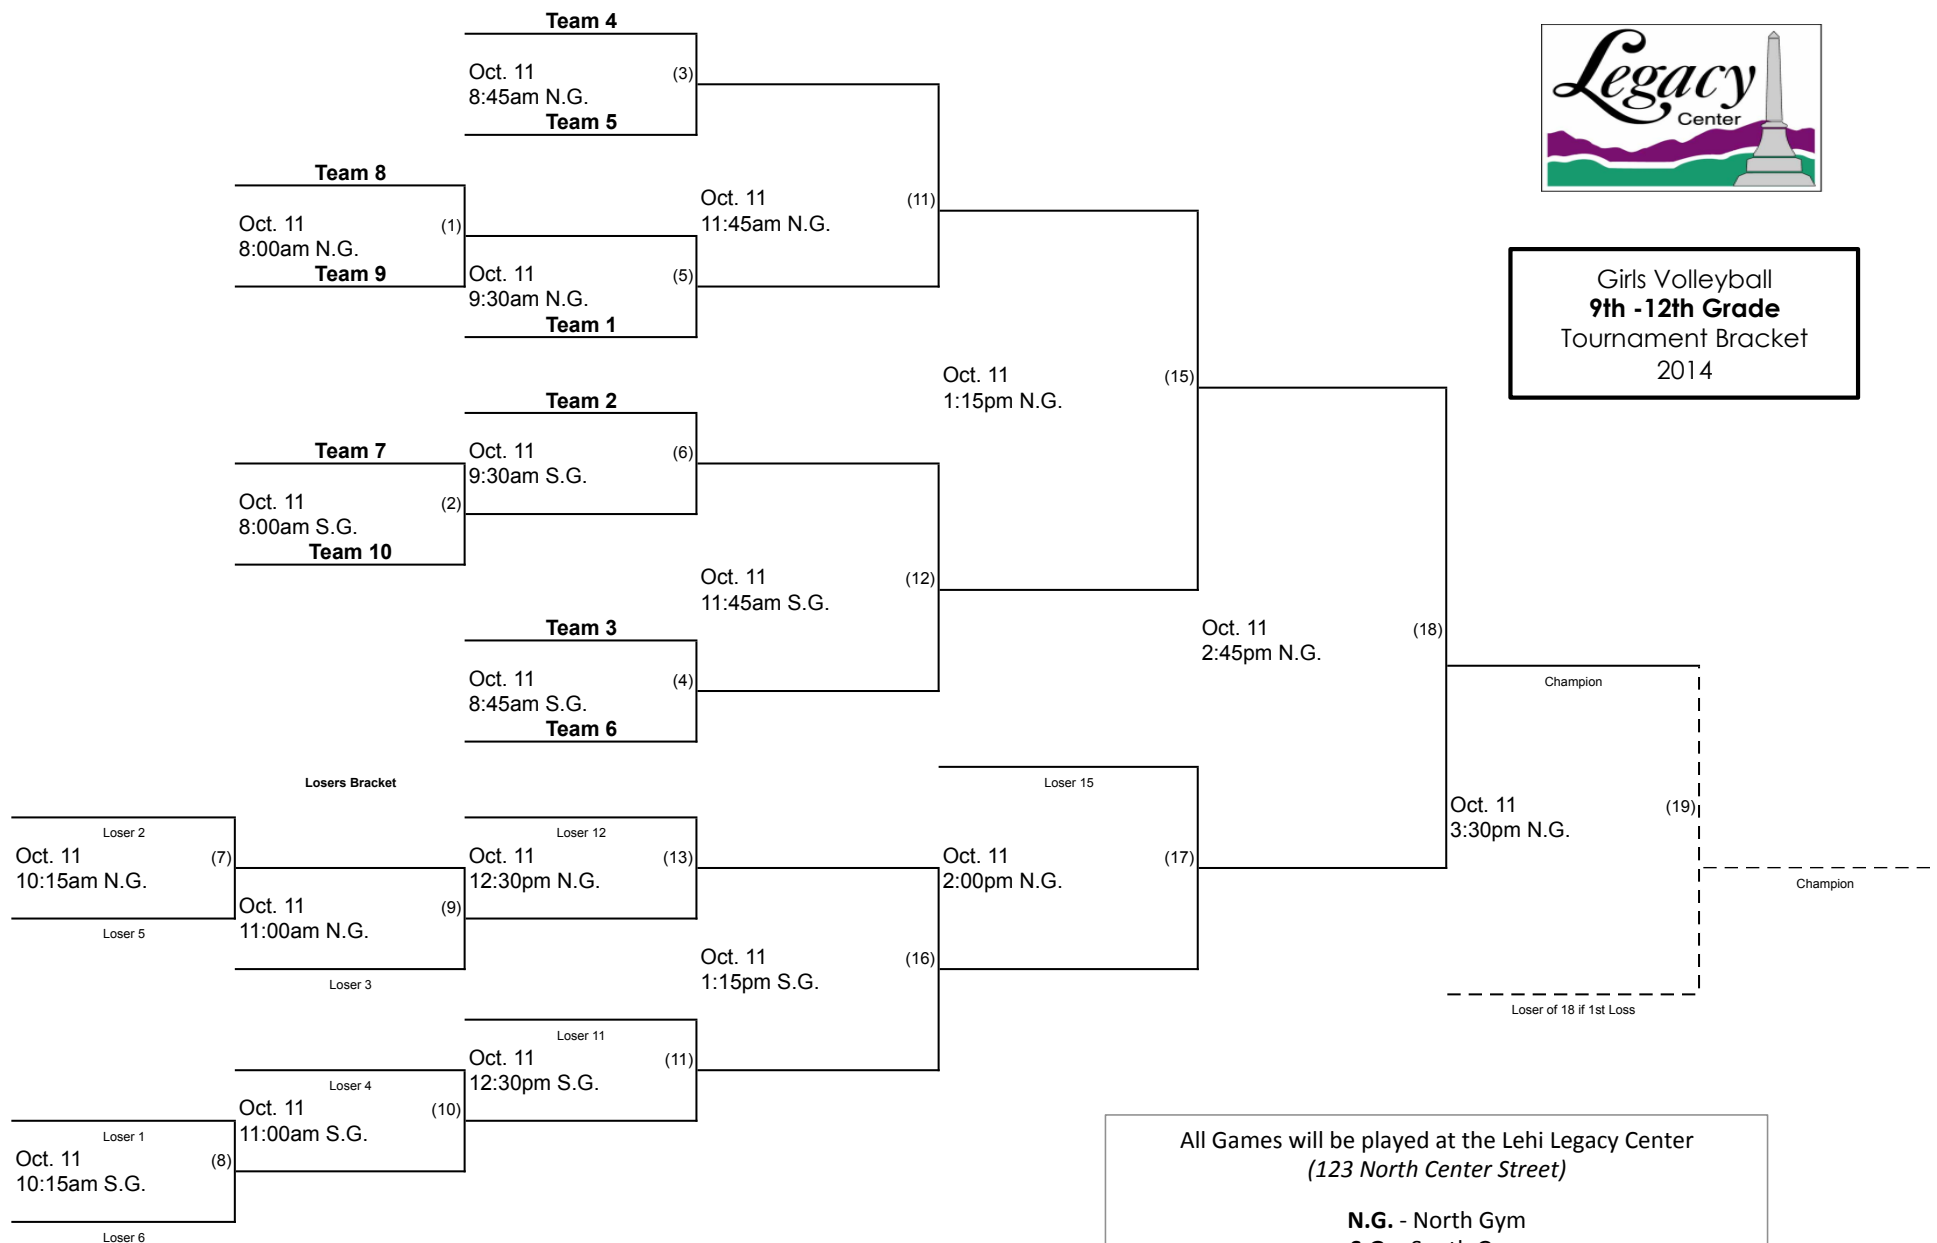 Team 4
Oct. 11 (3)
8:45am N.G.
Team 5
Team 8
Oct. 11 (1)
8:00am N.G.
Team 9
Oct. 11 (5)
9:30am N.G.
Team 1
Oct. 11 (11)
11:45am N.G.
Legacy
Center
Girls Volleyball
9th -12th Grade
Tournament Bracket
2014
Oct. 11 (15)
1:15pm N.G.
Team 2
Oct. 11 (6)
9:30am S.G.
Team 7
Oct. 11 (2)
8:00am S.G.
Team 10
Oct. 11 (12)
11:45am S.G.
Team 3
Oct. 11 (4)
8:45am S.G.
Team 6
Oct. 11 (18)
2:45pm N.G.
Champion
Losers Bracket
Loser 2
Oct. 11 (7)
10:15am N.G.
Loser 5
Oct. 11 (9)
11:00am N.G.
Loser 3
Loser 12
Oct. 11 (13)
12:30pm N.G.
Loser 15
Oct. 11 (17)
2:00pm N.G.
Oct. 11 (19)
3:30pm N.G.
Champion
Loser of 18 if 1st Loss
Oct. 11 (16)
1:15pm S.G.
Loser 11
Oct. 11 (11)
12:30pm S.G.
Loser 4
Oct. 11 (10)
11:00am S.G.
Loser 1
Oct. 11 (8)
10:15am S.G.
Loser 6
All Games will be played at the Lehi Legacy Center
(123 North Center Street)
N.G. - North Gym